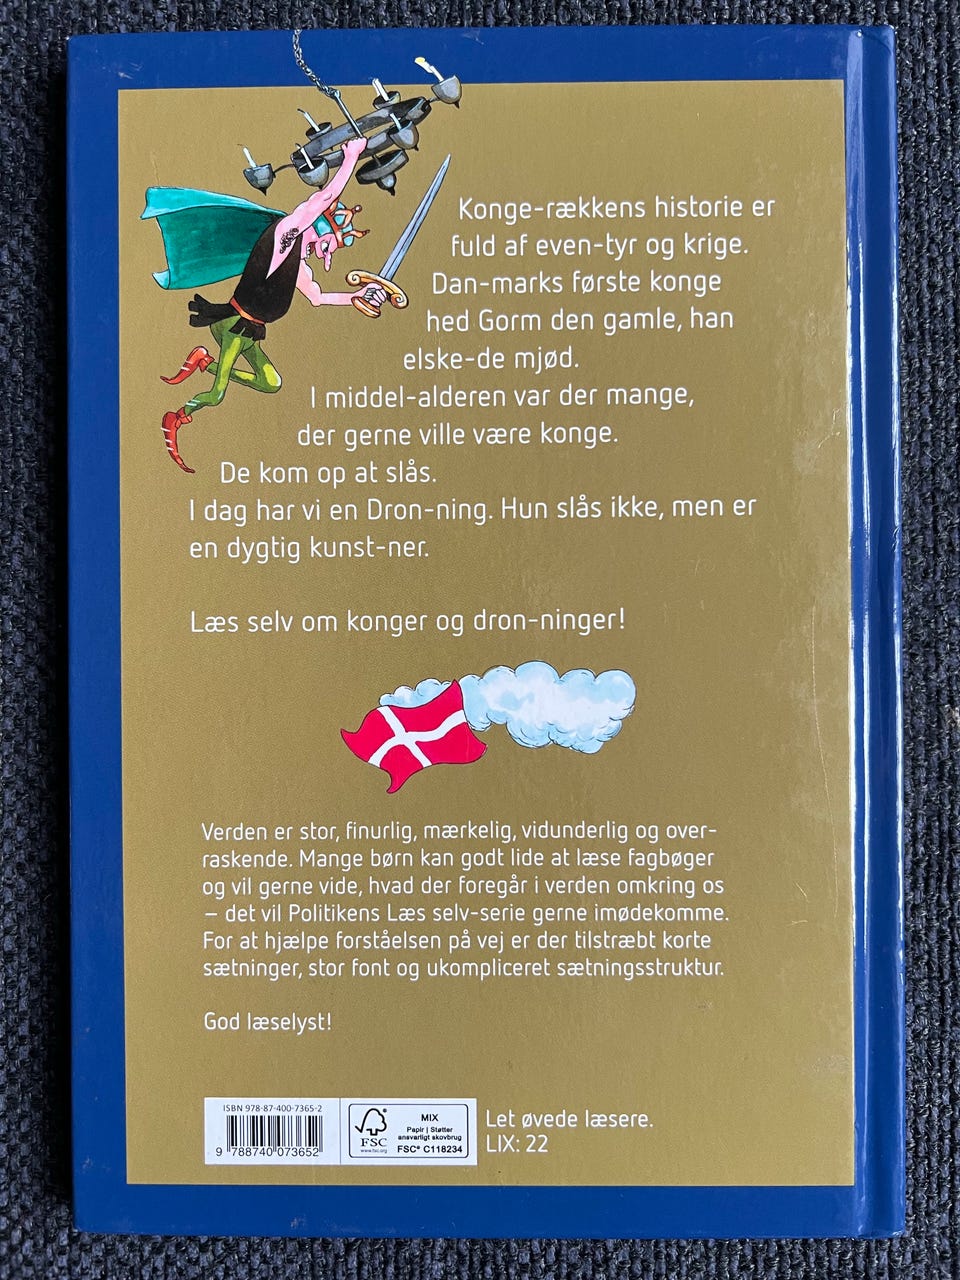 Konge-rækkens historie er
fuld af even-tyr og krige.
Dan-marks første konge
hed Gorm den gamle, han
elske-de mjød.
I middel-alderen var der mange,
der gerne ville være konge.
De kom op at slås.
I dag har vi en Dron-ning. Hun slås ikke, men er
en dygtig kunst-ner.
Læs selv om konger og dron-ninger!
Verden er stor, finurlig, mærkelig, vidunderlig og over-
raskende. Mange børn kan godt lide at læse fagbøger
og vil gerne vide, hvad der foregår i verden omkring os
– det vil Politikens Læs selv-serie gerne imødekomme.
For at hjælpe forståelsen på vej er der tilstræbt korte
sætninger, stor font og ukompliceret sætningsstruktur.
God læselyst!
ISBN 978-87-400-7365-2
9 788740 073652
FSC
www.fsc.org
MIX
Papir | Støtter
ansvarligt skovbrug
FSC® C118234
Let øvede læsere.
LIX: 22